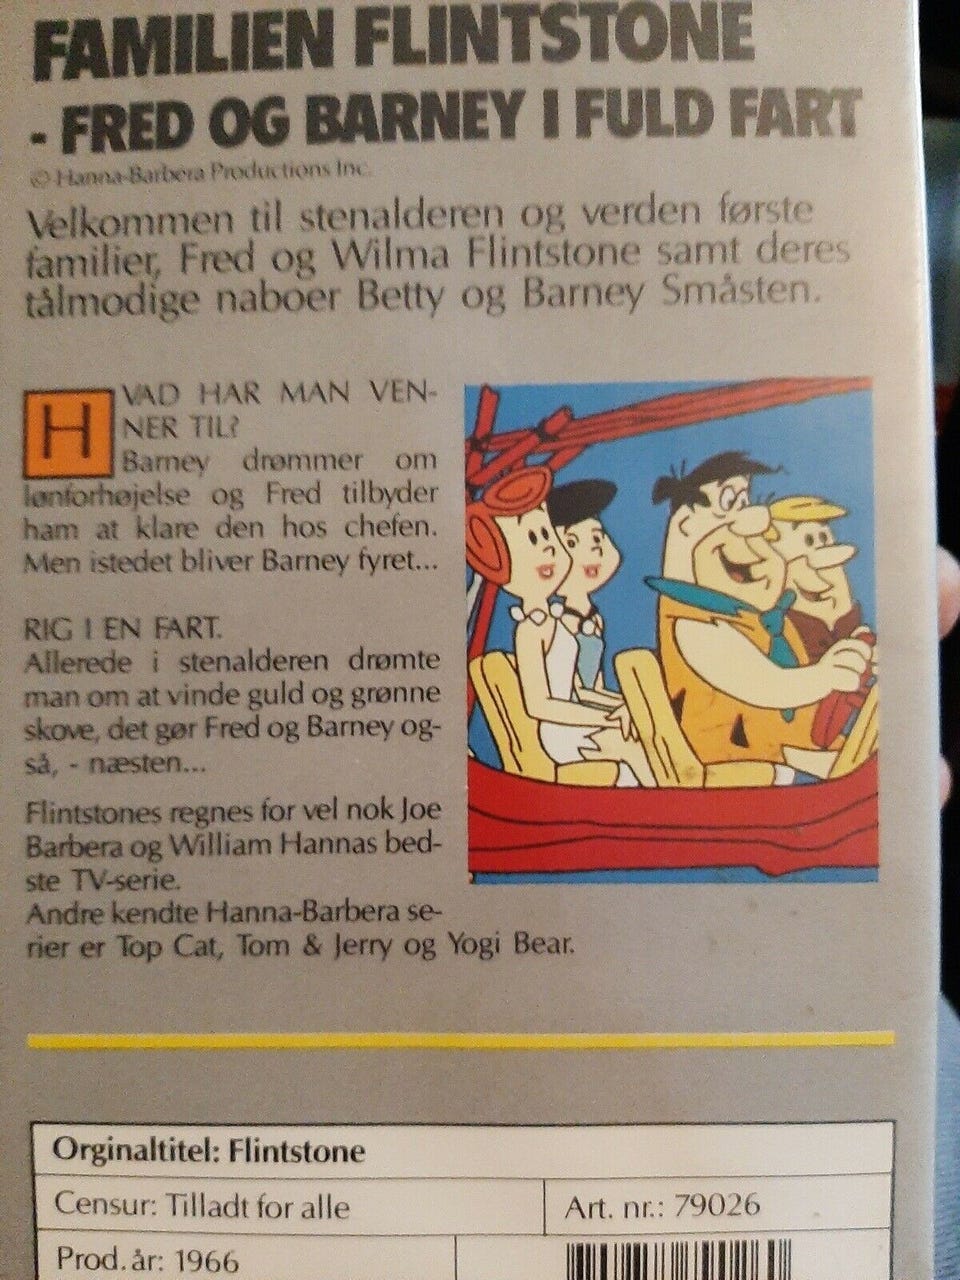 FAMILIEN FLINTSTONE
- FRED OG BARNEY I FULD FART
© Hanna-Barbera Productions Inc.
Velkommen til stenalderen og verden første
familier, Fred og Wilma Flintstone samt deres
tålmodige naboer Betty og Barney Småsten.
HVAD HAR MAN VEN-
NER TIL?
Barney drømmer om
lønforhøjelse og Fred tilbyder
ham at klare den hos chefen.
Men istedet bliver Barney fyret...
RIG I EN FART.
Allerede i stenalderen drømte
man om at vinde guld og grønne
skove, det gør Fred og Barney og-
så, - næsten...
Flintstones regnes for vel nok Joe
Barbera og William Hannas bed-
ste TV-serie.
Andre kendte Hanna-Barbera se-
rier er Top Cat, Tom & Jerry og Yogi Bear.
Orginaltitel: Flintstone
Censur: Tilladt for alle
Art. nr.: 79026
Prod. år: 1966